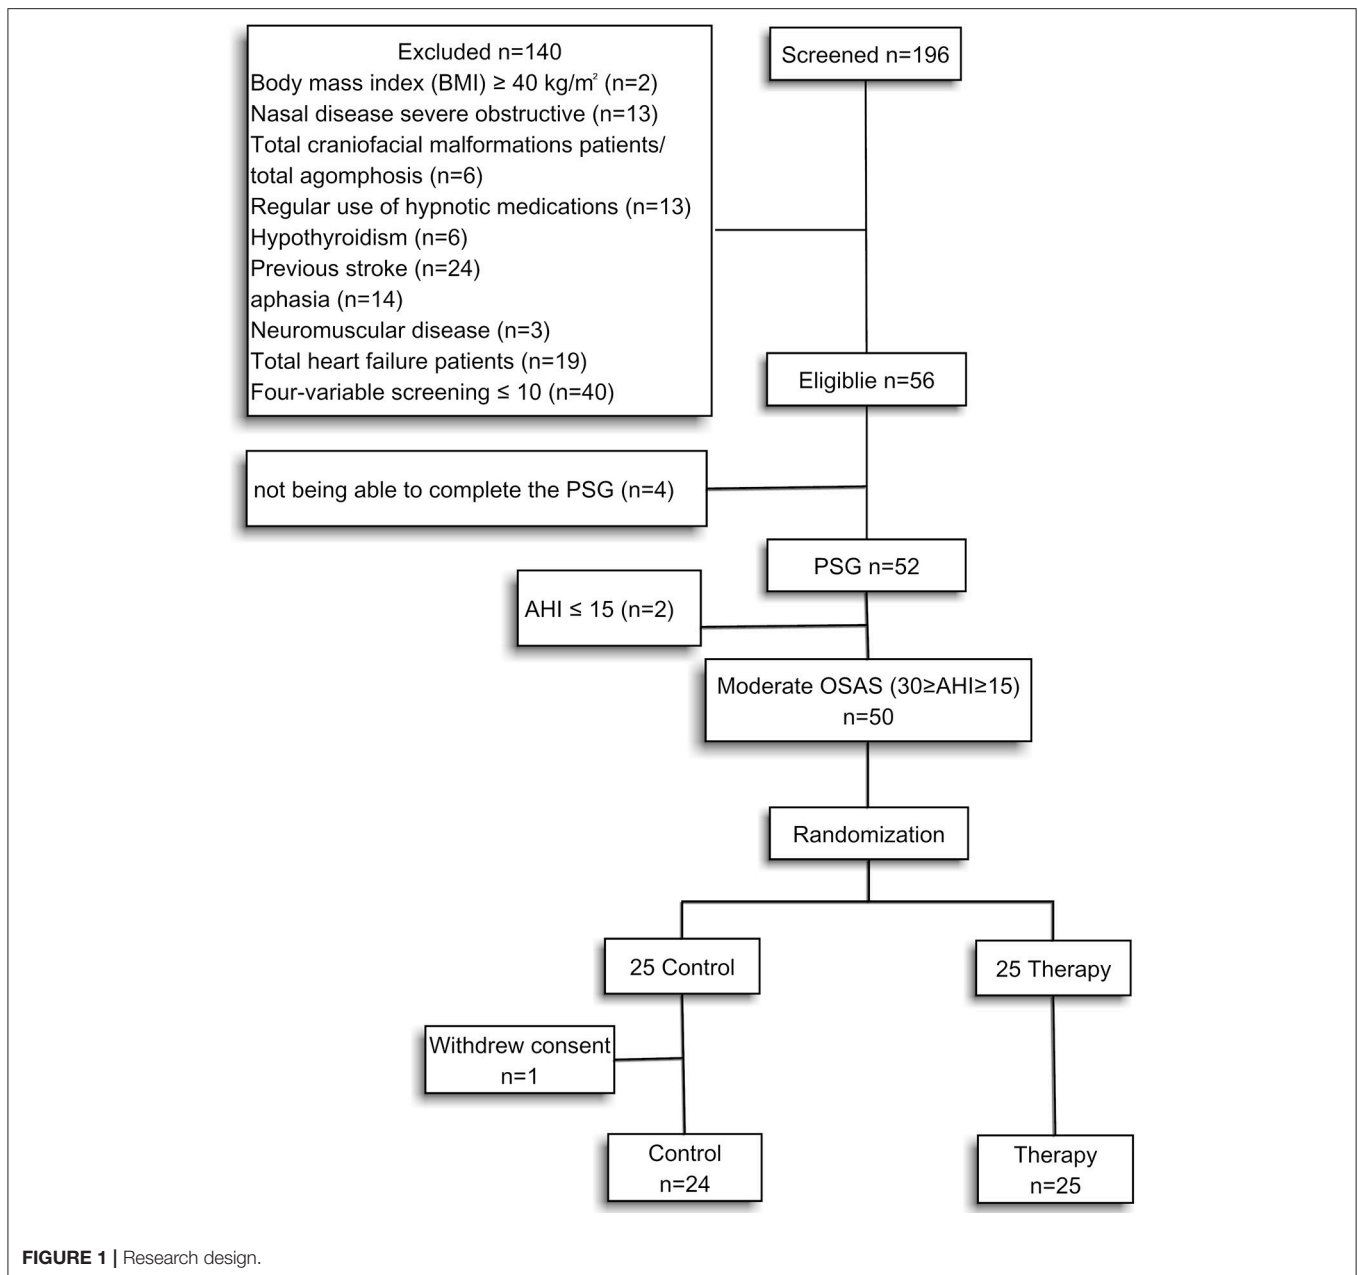 Screened n=196
Excluded n=140
Body mass index (BMI) ≥ 40 kg/m² (n=2)
Nasal disease severe obstructive (n=13)
Total craniofacial malformations patients/
total agomphosis (n=6)
Regular use of hypnotic medications (n=13)
Hypothyroidism (n=6)
Previous stroke (n=24)
aphasia (n=14)
Neuromuscular disease (n=3)
Total heart failure patients (n=19)
Four-variable screening ≤ 10 (n=40)
Eligiblie n=56
not being able to complete the PSG (n=4)
PSG n=52
AHI ≤ 15 (n=2)
Moderate OSAS (30≥AHI≥15)
n=50
Randomization
25 Control
25 Therapy
Withdrew consent
n=1
Control
n=24
Therapy
n=25
FIGURE 1 | Research design.